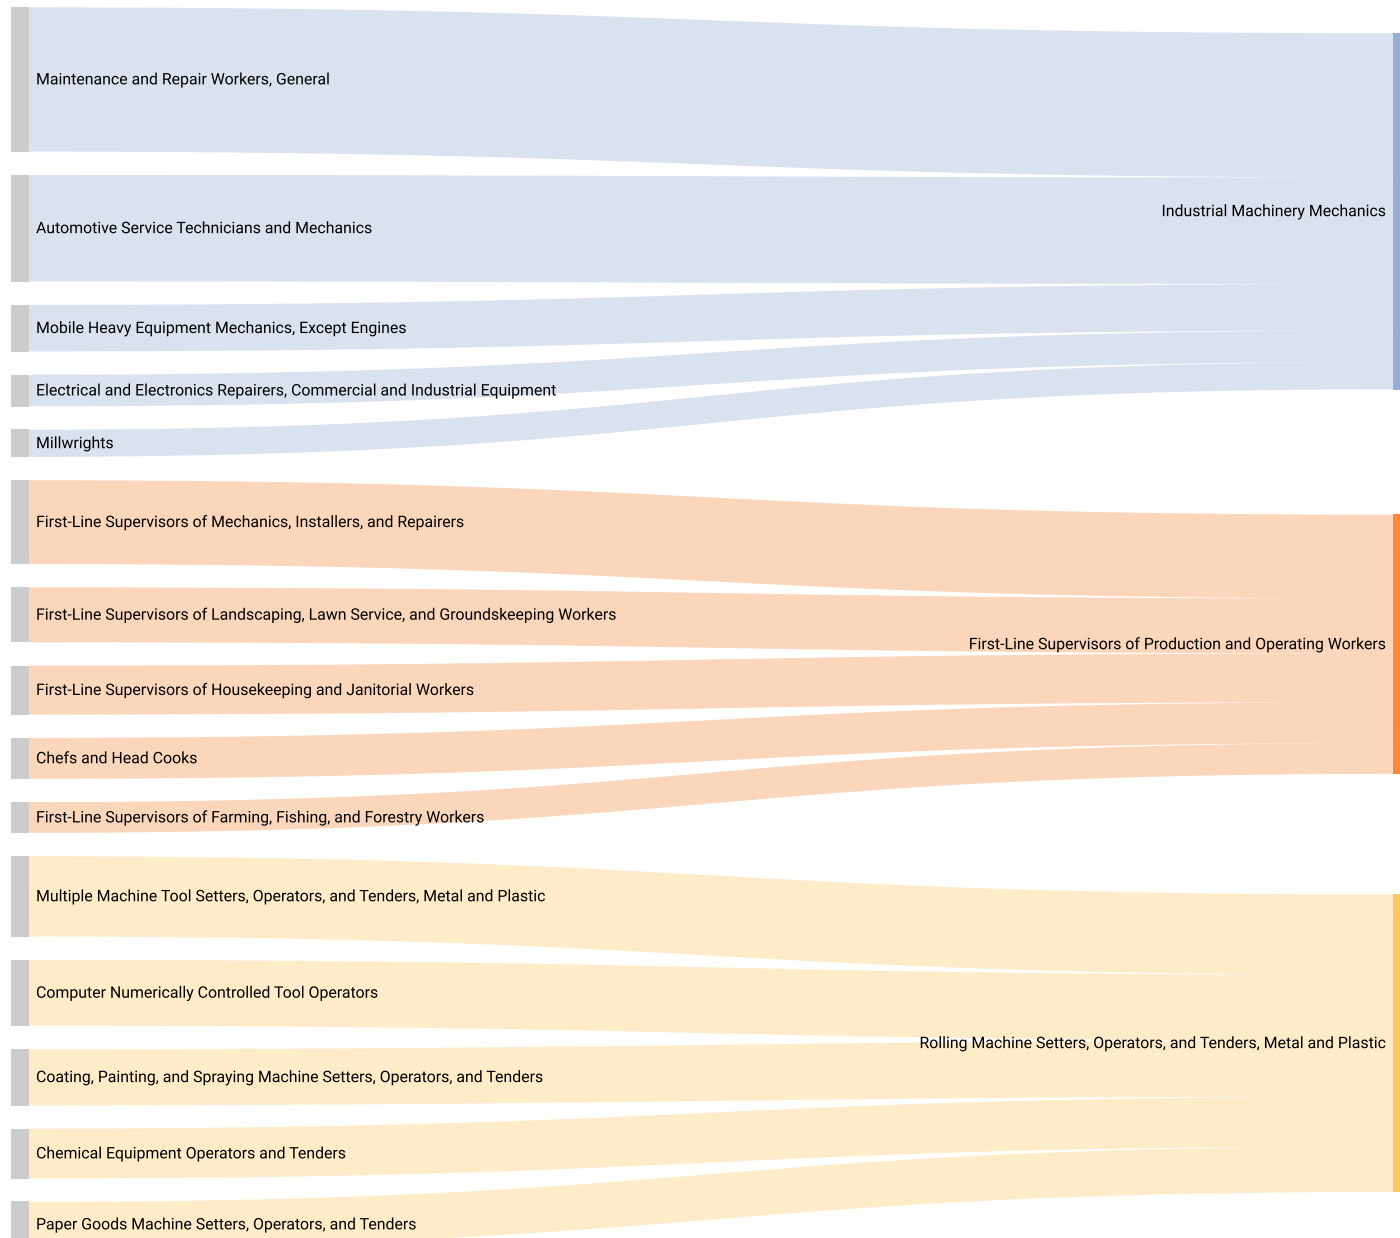 Maintenance and Repair Workers, General
Automotive Service Technicians and Mechanics
Industrial Machinery Mechanics
Mobile Heavy Equipment Mechanics, Except Engines
Electrical and Electronics Repairers, Commercial and Industrial Equipment
Millwrights
First-Line Supervisors of Mechanics, Installers, and Repairers
First-Line Supervisors of Landscaping, Lawn Service, and Groundskeeping Workers
First-Line Supervisors of Production and Operating Workers
First-Line Supervisors of Housekeeping and Janitorial Workers
Chefs and Head Cooks
First-Line Supervisors of Farming, Fishing, and Forestry Workers
Multiple Machine Tool Setters, Operators, and Tenders, Metal and Plastic
Computer Numerically Controlled Tool Operators
Rolling Machine Setters, Operators, and Tenders, Metal and Plastic
Coating, Painting, and Spraying Machine Setters, Operators, and Tenders
Chemical Equipment Operators and Tenders
Paper Goods Machine Setters, Operators, and Tenders